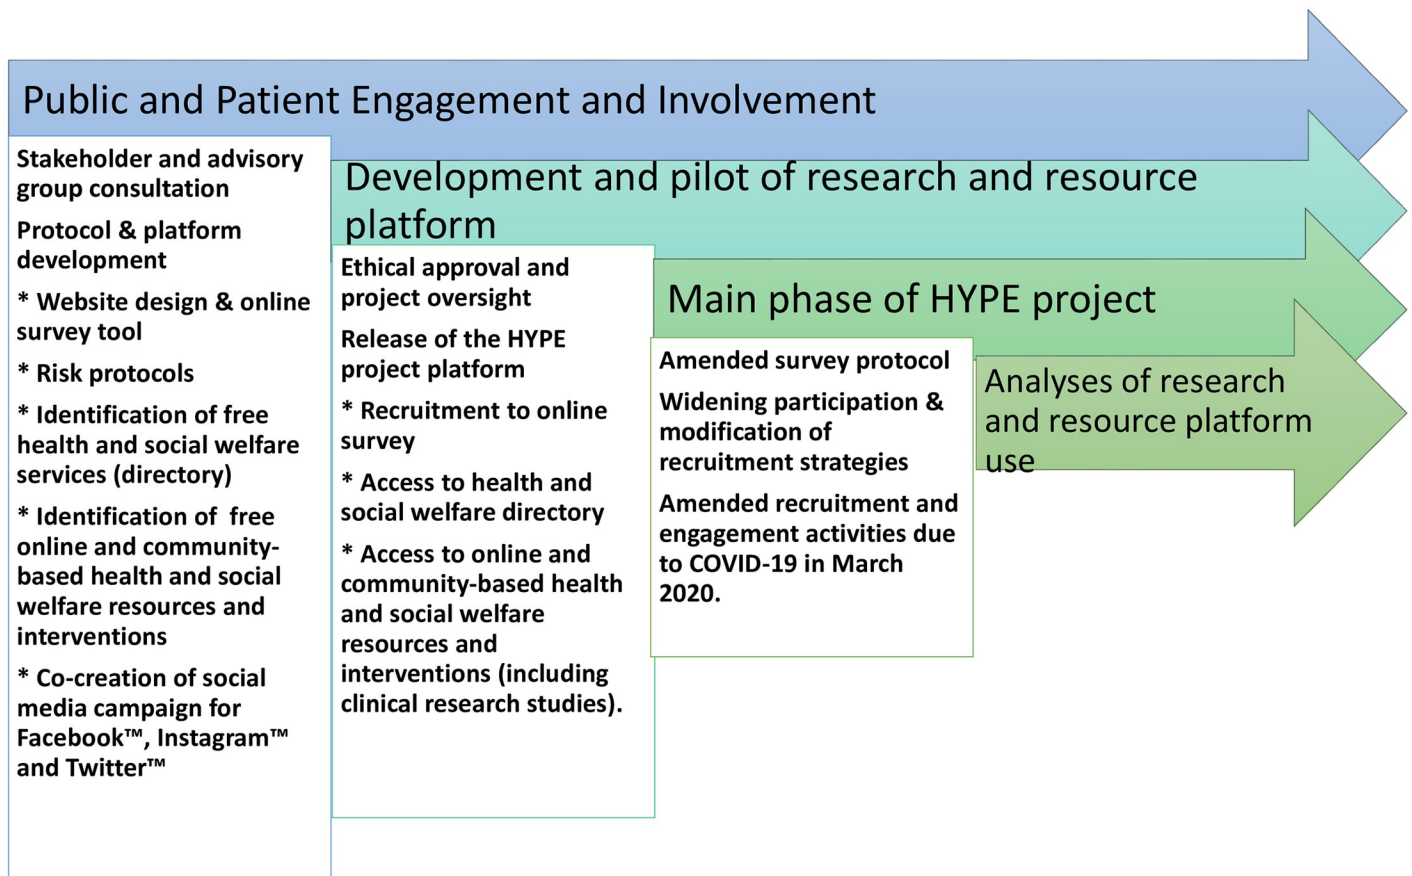 Public and Patient Engagement and Involvement
Stakeholder and advisory
group consultation
Protocol & platform
development
* Website design & online
survey tool
* Risk protocols
* Identification of free
health and social welfare
services (directory)
* Identification of  free
online and community-
based health and social
welfare resources and
interventions
* Co-creation of social
media campaign for
Facebook™, Instagram™
and Twitter™
Development and pilot of research and resource
platform
Ethical approval and
project oversight
Release of the HYPE
project platform
* Recruitment to online
survey
* Access to health and
social welfare directory
* Access to online and
community-based health
and social welfare
resources and
interventions (including
clinical research studies).
Main phase of HYPE project
Amended survey protocol
Widening participation &
modification of
recruitment strategies
Amended recruitment and
engagement activities due
to COVID-19 in March
2020.
Analyses of research
and resource platform
use